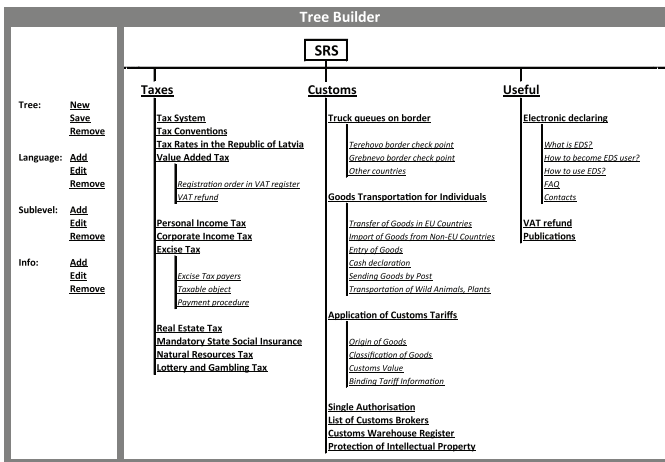 Tree Builder
SRS
Tree: New
Save
Remove
Language: Add
Edit
Remove
Sublevel: Add
Edit
Remove
Info: Add
Edit
Remove
Taxes
Tax System
Tax Conventions
Tax Rates in the Republic of Latvia
Value Added Tax
Registration order in VAT register
VAT refund
Personal Income Tax
Corporate Income Tax
Excise Tax
Excise Tax payers
Taxable object
Payment procedure
Real Estate Tax
Mandatory State Social Insurance
Natural Resources Tax
Lottery and Gambling Tax
Customs
Truck queues on border
Terehovo border check point
Grebnevo border check point
Other countries
Goods Transportation for Individuals
Transfer of Goods in EU Countries
Import of Goods from Non-EU Countries
Entry of Goods
Cash declaration
Sending Goods by Post
Transportation of Wild Animals, Plants
Application of Customs Tariffs
Origin of Goods
Classification of Goods
Customs Value
Binding Tariff Information
Single Authorisation
List of Customs Brokers
Customs Warehouse Register
Protection of Intellectual Property
Useful
Electronic declaring
What is EDS?
How to become EDS user?
How to use EDS?
FAQ
Contacts
VAT refund
Publications